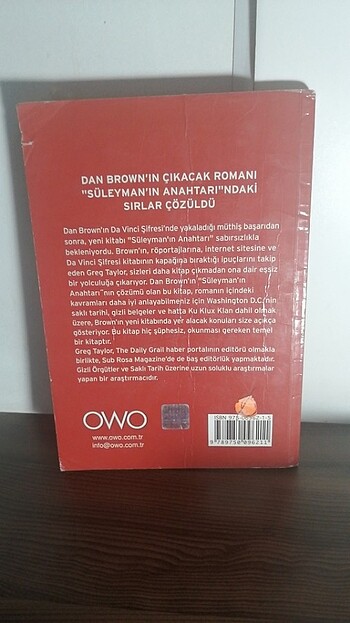 DAN BROWN'IN ÇIKACAK ROMANI
"SÜLEYMAN'IN ANAHTARI"NDAKİ
SIRLAR ÇÖZÜLDÜ
Dan Brown'ın Da Vinci Şifresi'nde yakaladığı müthiş başarıdan
sonra, yeni kitabı "Süleyman'ın Anahtarı" sabırsızlıkla
bekleniyordu. Brown'ın, röportajlarına, internet sitesine ve
Da Vinci Şifresi kitabının kapağına bıraktığı ipuçlarını takip
eden Greg Taylor, sizleri daha kitap çıkmadan ona dair eşsiz
bir yolculuğa çıkarıyor. Dan Brown'ın "Süleyman'ın
Anahtarı"nın çözümü olan bu kitap, romanın içindeki
kavramları daha iyi anlayabilmeniz için Washington D.C.'nin
saklı tarihi, gizli belgeler ve hatta Ku Klux Klan dahil olmak
üzere, Brown'ın yeni kitabında yer alacak konuları size açıkça
gösteriyor. Bu kitap hiç şüphesiz, okunması gereken temel
bir kitaptır.
Greg Taylor, The Daily Grail haber portalının editörü olmakla
birlikte, Sub Rosa Magazine'de de baş editörlük yapmaktadır.
Gizli Örgütler ve Saklı Tarih üzerine uzun soluklu araştırmalar
yapan bir araştırmacıdır.
OWO
www.owo.com.tr
info@owo.com.tr
ISBN
9 789750 096211